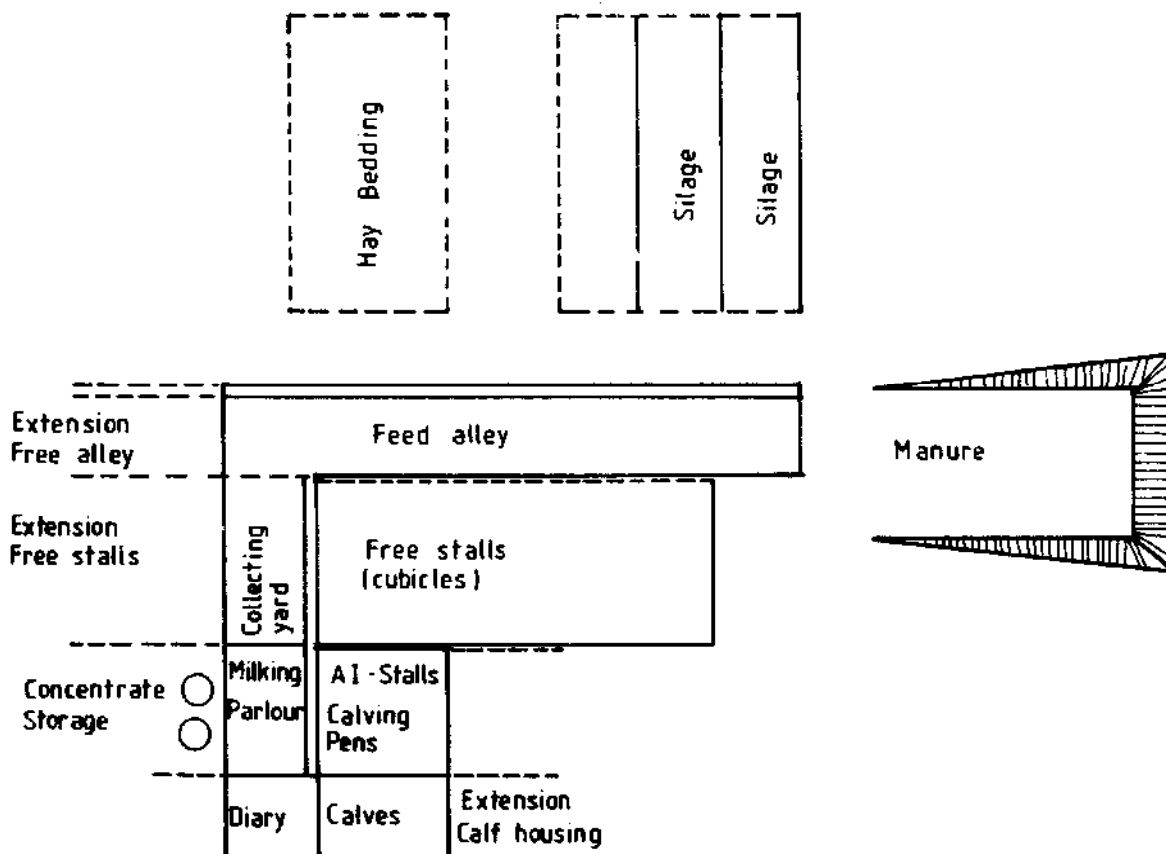 Hay Bedding
Silage
Silage
Extension
Free alley
Feed alley
Manure
Extension
Free stalls
Collecting
yard
Free stalls
(cubicles)
Concentrate
Storage
Milking
Parlour
AI-Stalls
Calving
Pens
Diary
Calves
Extension
Calf housing